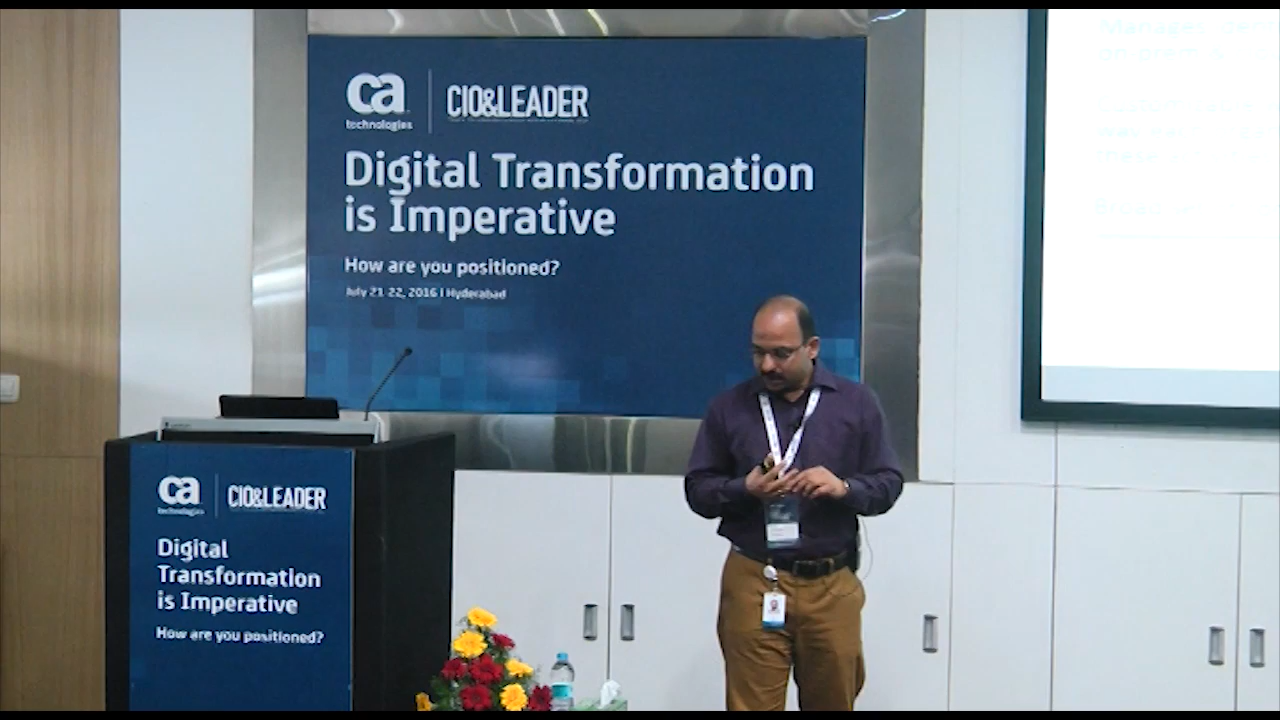 ca
technologies
CIO&LEADER
Digital Transformation
is Imperative
How are you positioned?
July 21-22, 2016 | Hyderabad
ca
technologies
CIO&LEADER
Digital
Transformation
is Imperative
How are you positioned?